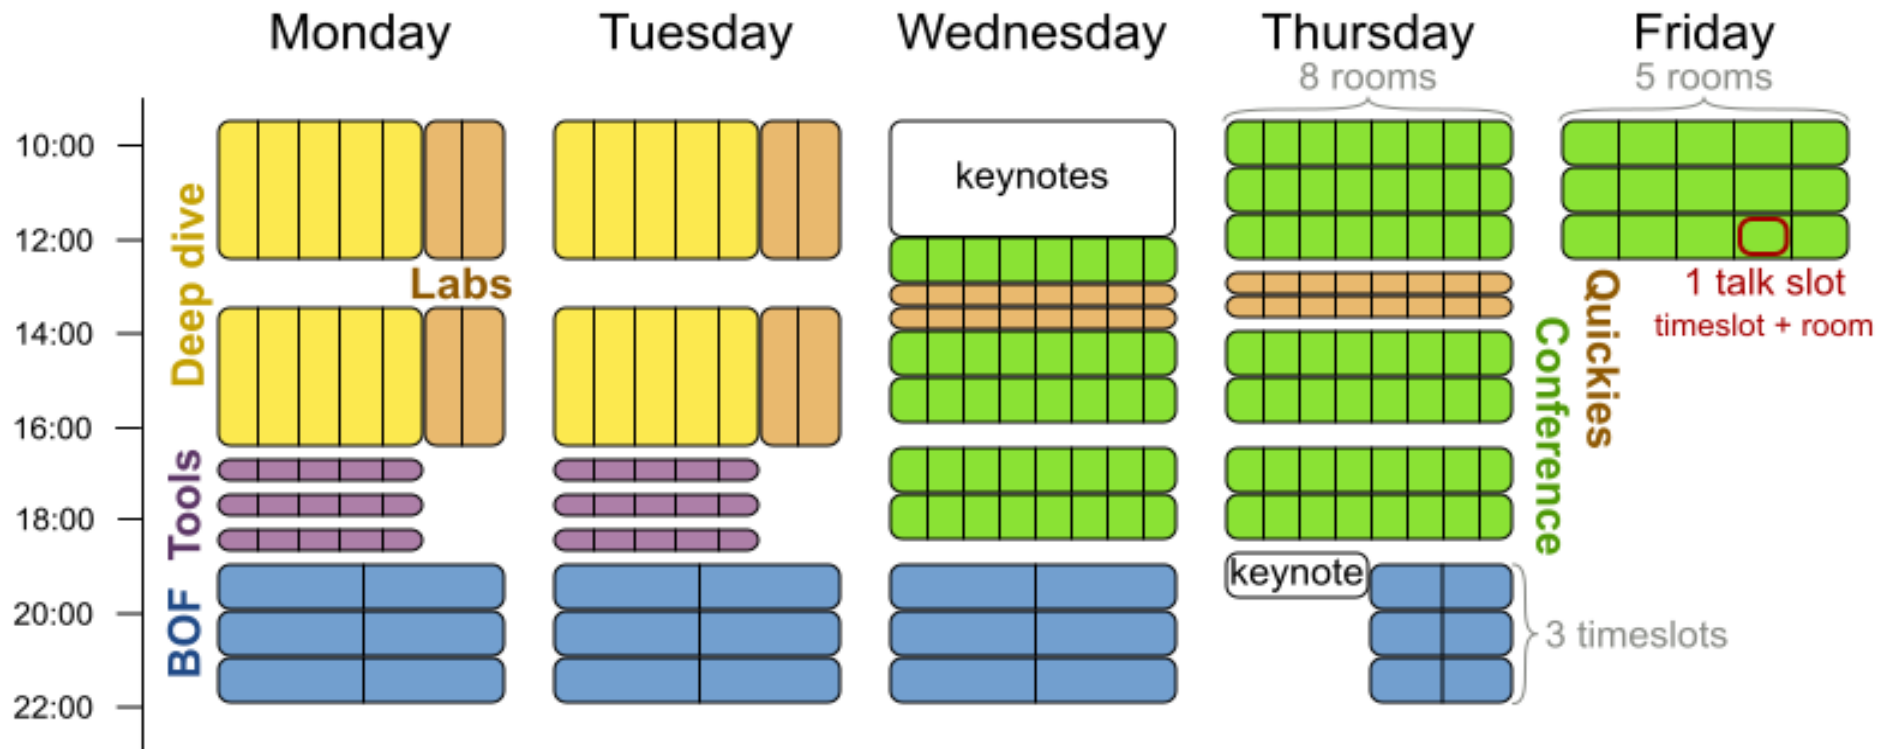 Monday
Tuesday
Wednesday
Thursday
Friday
8 rooms
5 rooms
10:00
12:00
14:00
16:00
18:00
20:00
22:00
Deep dive
Labs
Tools
BOF
keynotes
keynote
Quickies
Conference
1 talk slot
timeslot + room
3 timeslots